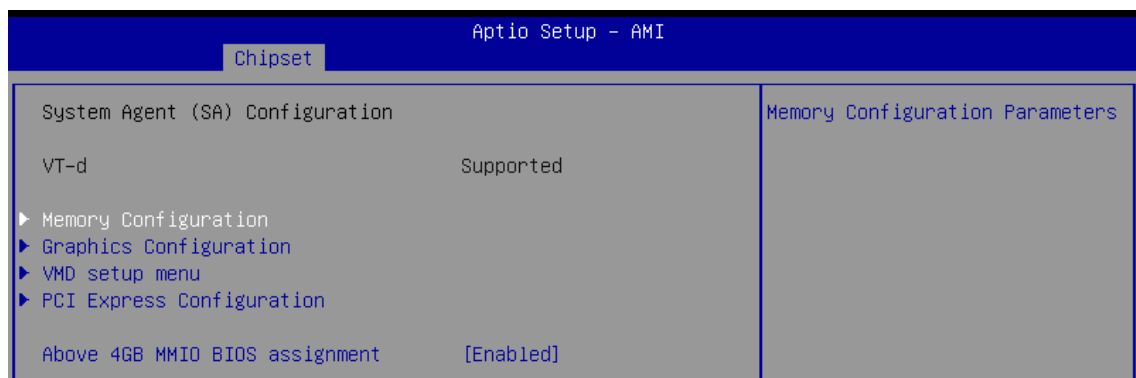 Aptio Setup – AMI
Chipset
System Agent (SA) Configuration
Memory Configuration Parameters
VT-d Supported
Memory Configuration
Graphics Configuration
VMD setup menu
PCI Express Configuration
Above 4GB MMIO BIOS assignment [Enabled]